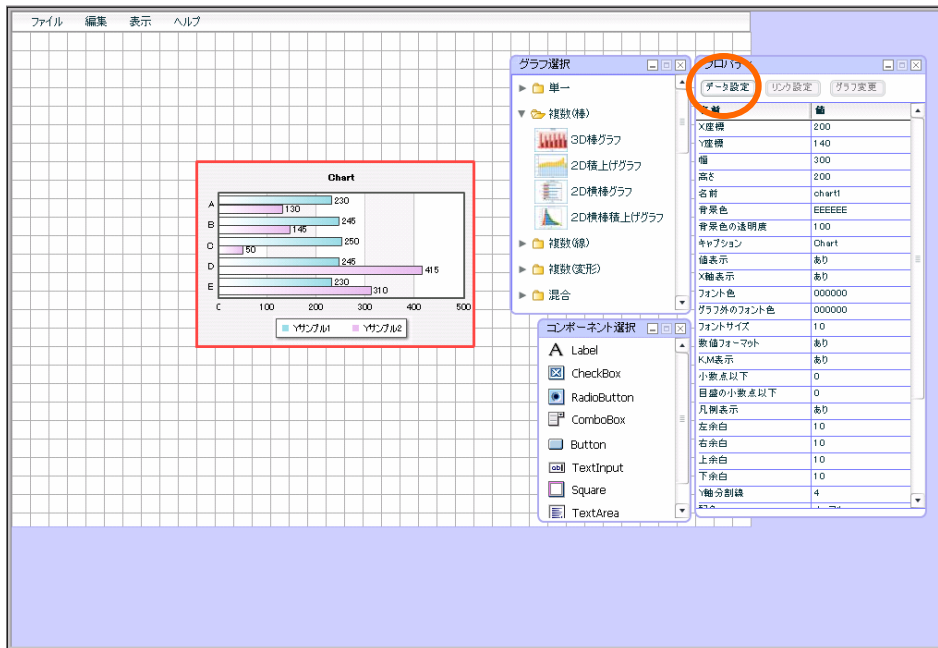 ファイル 編集 表示 ヘルプ
グラフ選択
単一
複数(棒)
3D棒グラフ
2D積上げグラフ
2D横棒グラフ
2D横棒積上げグラフ
複数(線)
複数(変形)
混合
コンポーネント選択
Label
CheckBox
RadioButton
ComboBox
Button
TextInput
Square
TextArea
プロパティ
データ設定 リンク設定 グラフ変更
名前 値
X座標 200
Y座標 140
幅 300
高さ 200
名前 chart1
背景色 EEEEEE
背景色の透明度 100
キャプション Chart
値表示 あり
X軸表示 あり
フォント色 000000
グラフ外のフォント色 000000
フォントサイズ 10
数値フォーマット あり
K,M表示 あり
小数点以下 0
目盛の小数点以下 0
凡例表示 あり
左余白 10
右余白 10
上余白 10
下余白 10
Y軸分割線 4
Chart
A 230
130
B 245
145
C 250
50
D 245
415
E 230
310
0 100 200 300 400 500
Yサンプル1 Yサンプル2